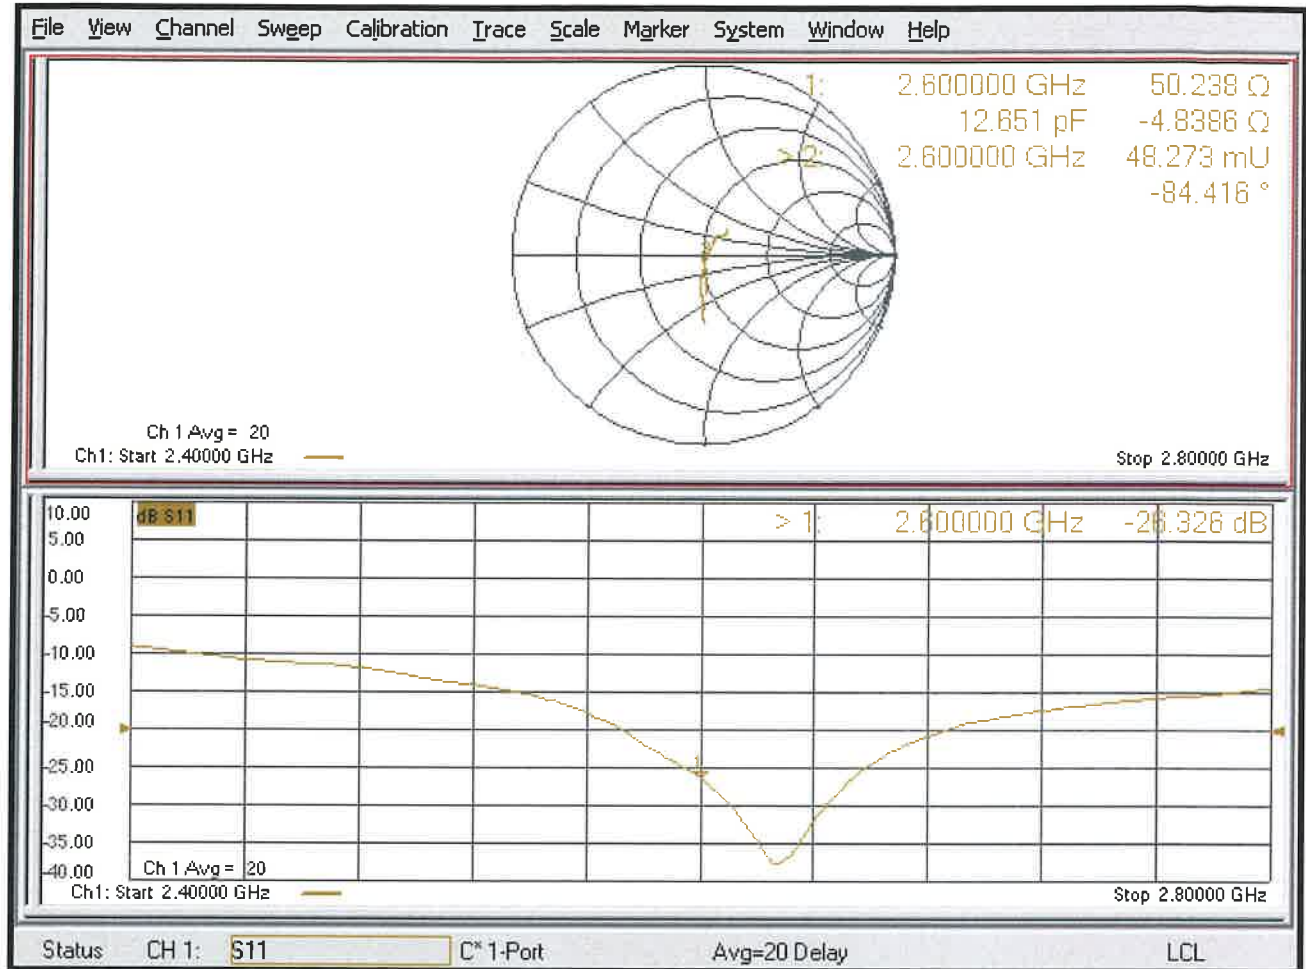 File View Channel Sweep Calibration Trace Scale Marker System Window Help
1: 2.600000 GHz 50.238 Ω
12.651 pF -4.8386 Ω
> 2: 2.600000 GHz 48.273 mU
-84.416 °
Ch 1 Avg = 20
Ch1: Start 2.40000 GHz
Stop 2.80000 GHz
10.00
dB S11
> 1: 2.600000 GHz -26.326 dB
5.00
0.00
-5.00
-10.00
-15.00
-20.00
-25.00
1
-30.00
-35.00
-40.00
Ch 1 Avg = 20
Ch1: Start 2.40000 GHz
Stop 2.80000 GHz
Status CH 1: S11 C* 1-Port Avg=20 Delay LCL